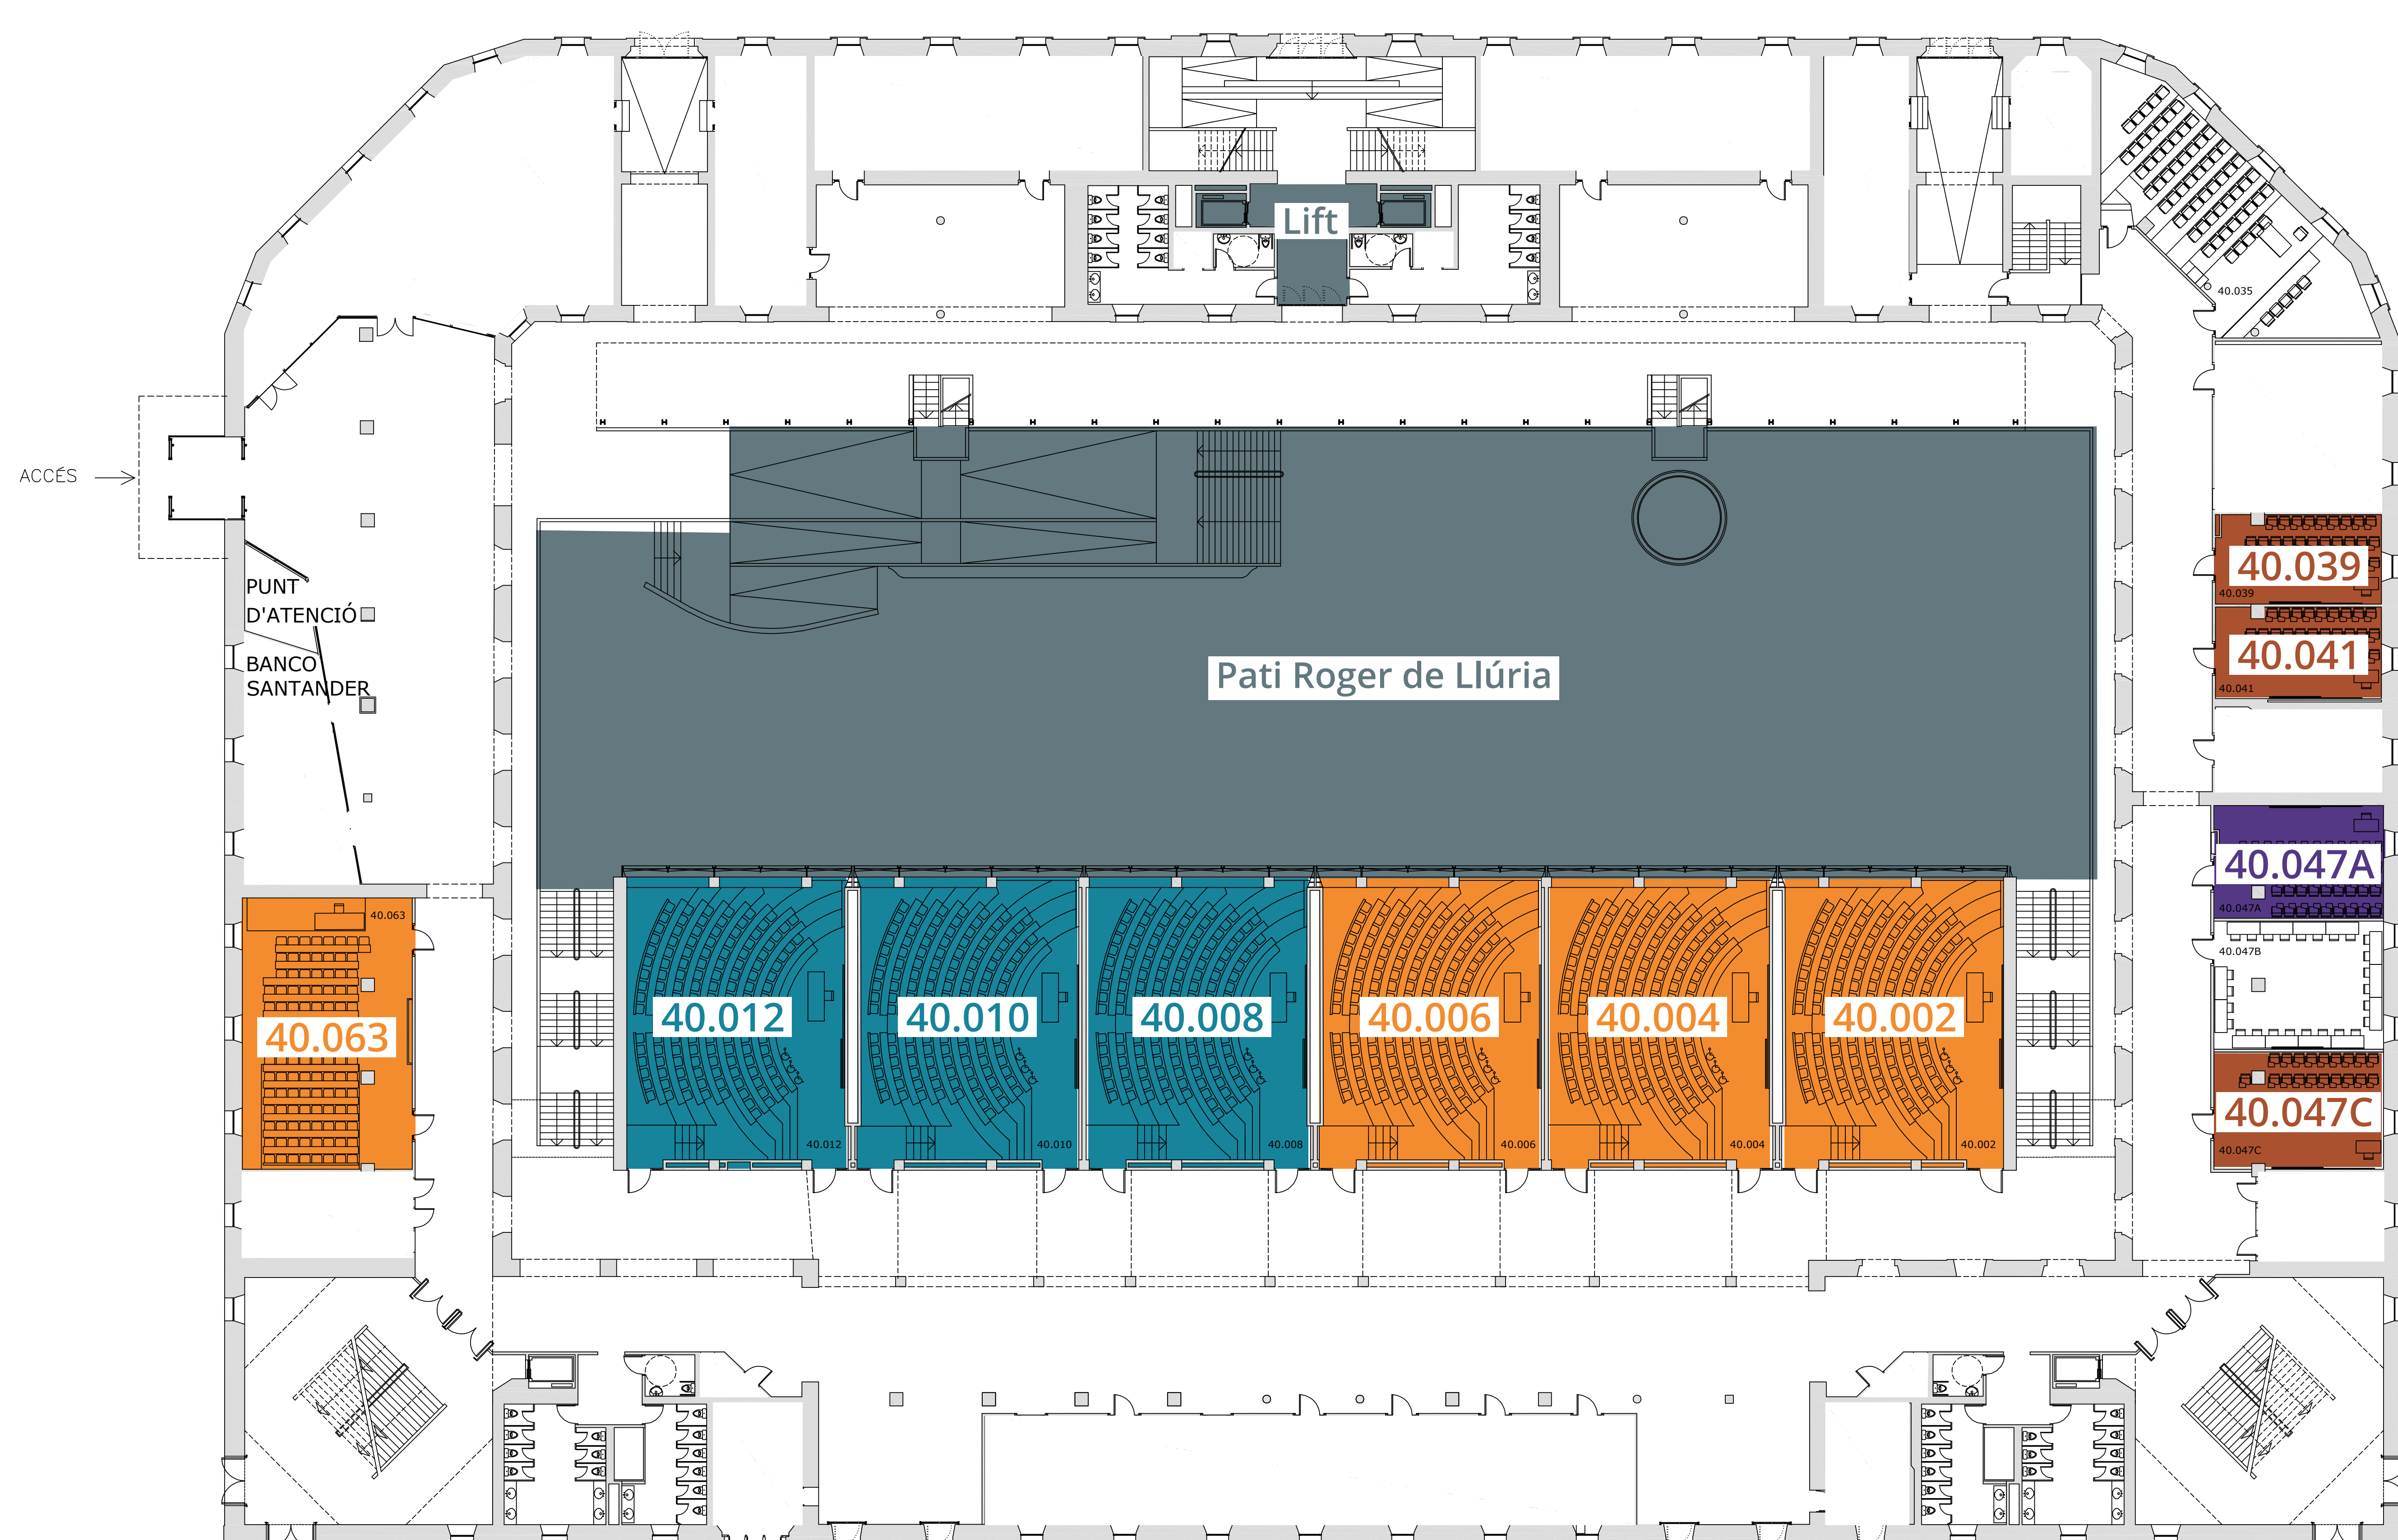 Lift
40.035
ACCÉS
40.039
40.039
PUNT
D'ATENCIÓ
40.041
40.041
BANCO
SANTANDER
Pati Roger de Llúria
40.047A
40.047A
40.063
40.063
40.047B
40.012
40.010
40.008
40.006
40.004
40.002
40.047C
40.012
40.010
40.008
40.006
40.004
40.002
40.047C